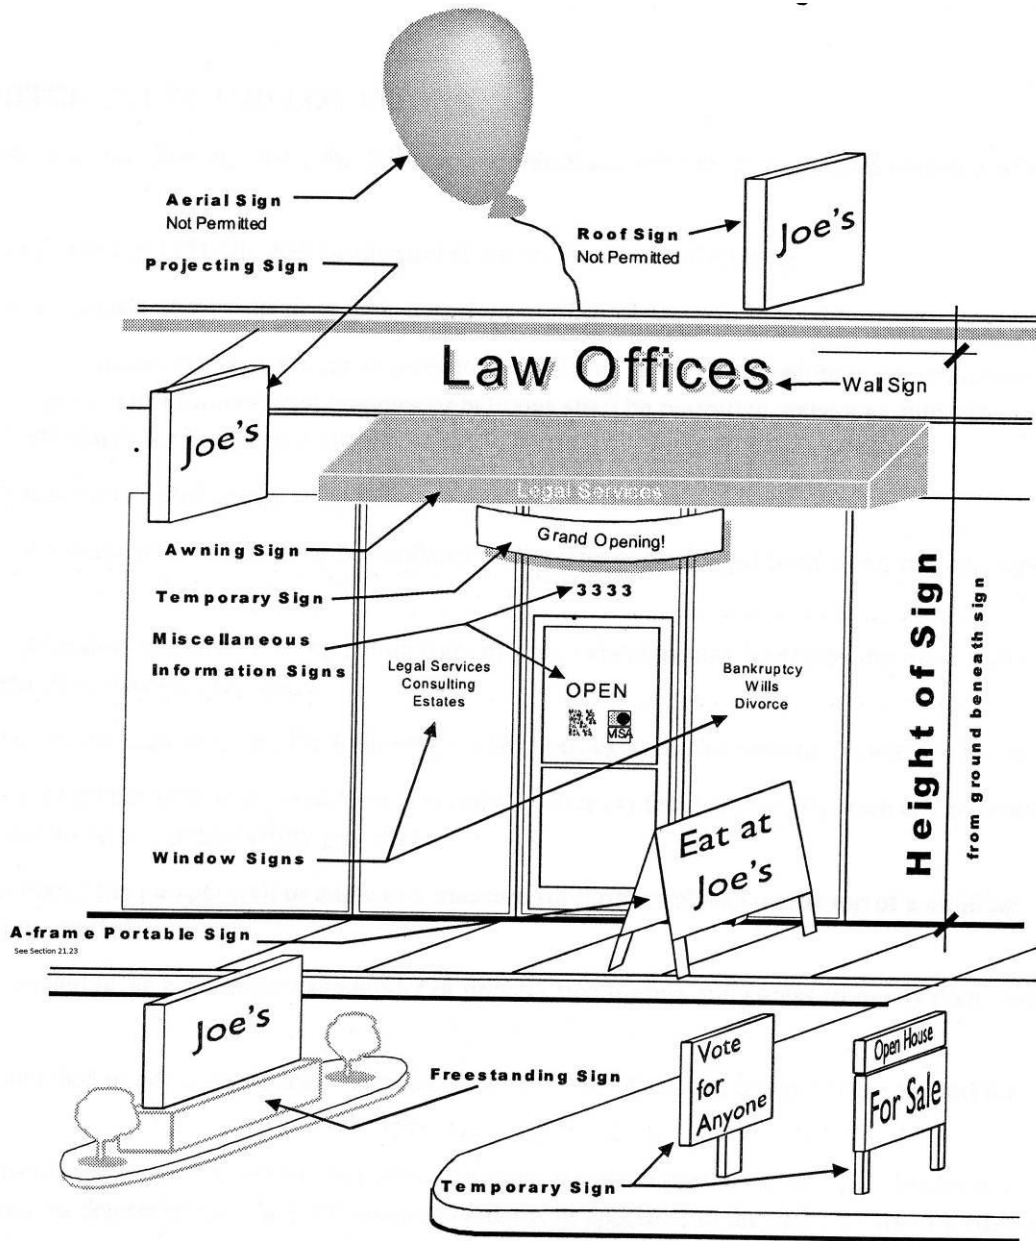 Aerial Sign
Not Permitted
Roof Sign
Not Permitted
Joe's
Projecting Sign
Law Offices
Wall Sign
Joe's
Legal Services
Awning Sign
Grand Opening!
Temporary Sign
3333
Miscellaneous
Information Signs
Legal Services
Consulting
Estates
OPEN
VISA
Bankruptcy
Wills
Divorce
Height of Sign
from ground beneath sign
Window Signs
Eat at
Joe's
A-frame Portable Sign
See Section 21.23
Joe's
Freestanding Sign
Vote
for
Anyone
Open House
For Sale
Temporary Sign